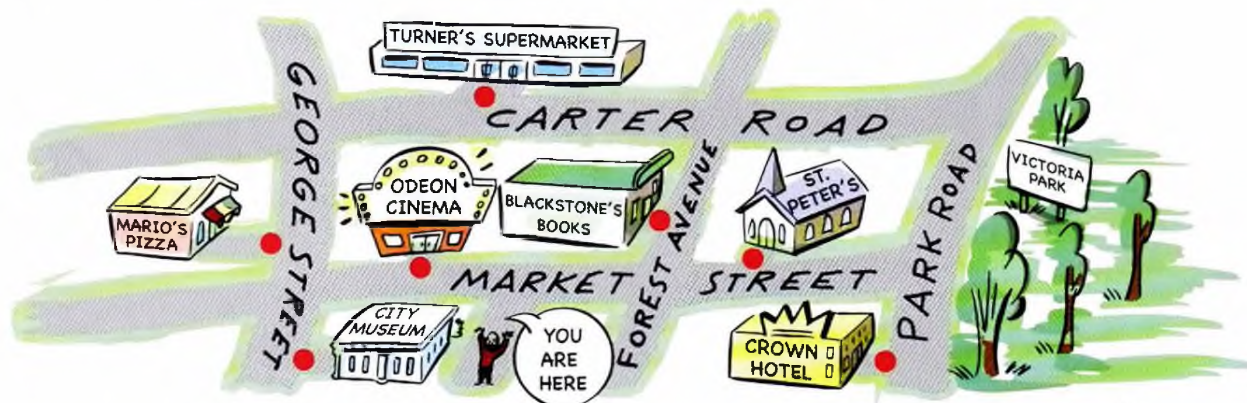 TURNER'S SUPERMARKET
GEORGE STREET
CARTER ROAD
MARIO'S
PIZZA
ODEON
CINEMA
BLACKSTONE'S
BOOKS
FOREST AVENUE
ST.
PETER'S
PARK ROAD
VICTORIA
PARK
MARKET STREET
CITY
MUSEUM
YOU
ARE
HERE
CROWN
HOTEL